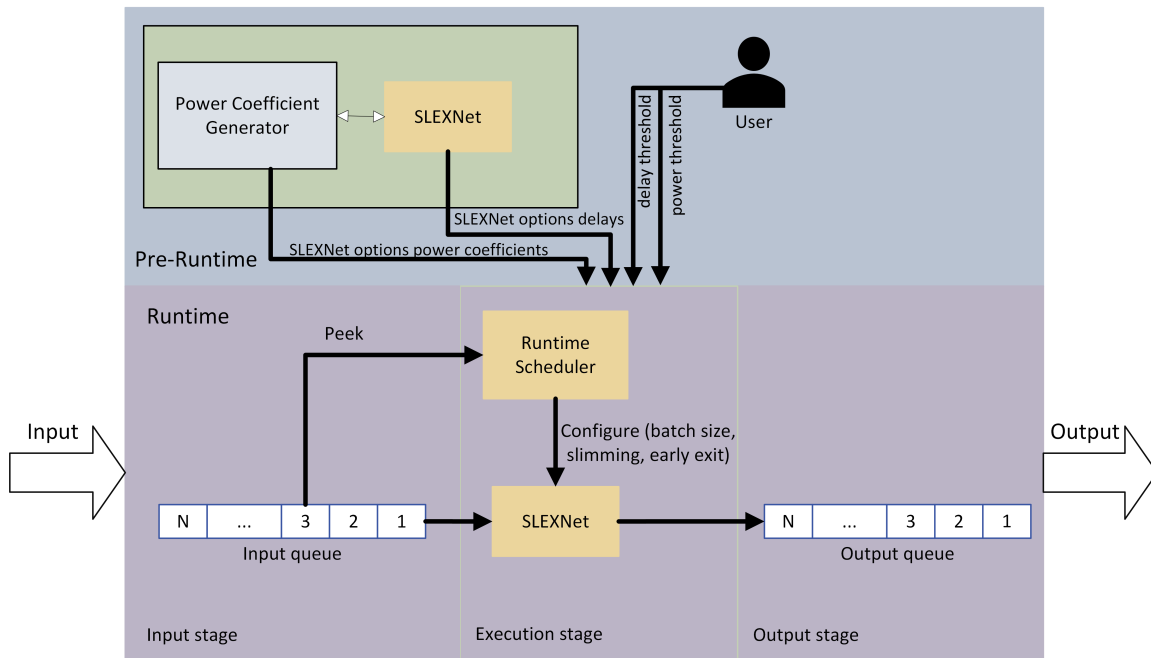 Power Coefficient
Generator
SLEXNet
User
delay threshold
power threshold
SLEXNet options delays
SLEXNet options power coefficients
Pre-Runtime
Runtime
Peek
Runtime
Scheduler
Input
Output
Configure (batch size,
slimming, early exit)
N ... 3 2 1
SLEXNet
N ... 3 2 1
Input queue
Output queue
Input stage
Execution stage
Output stage